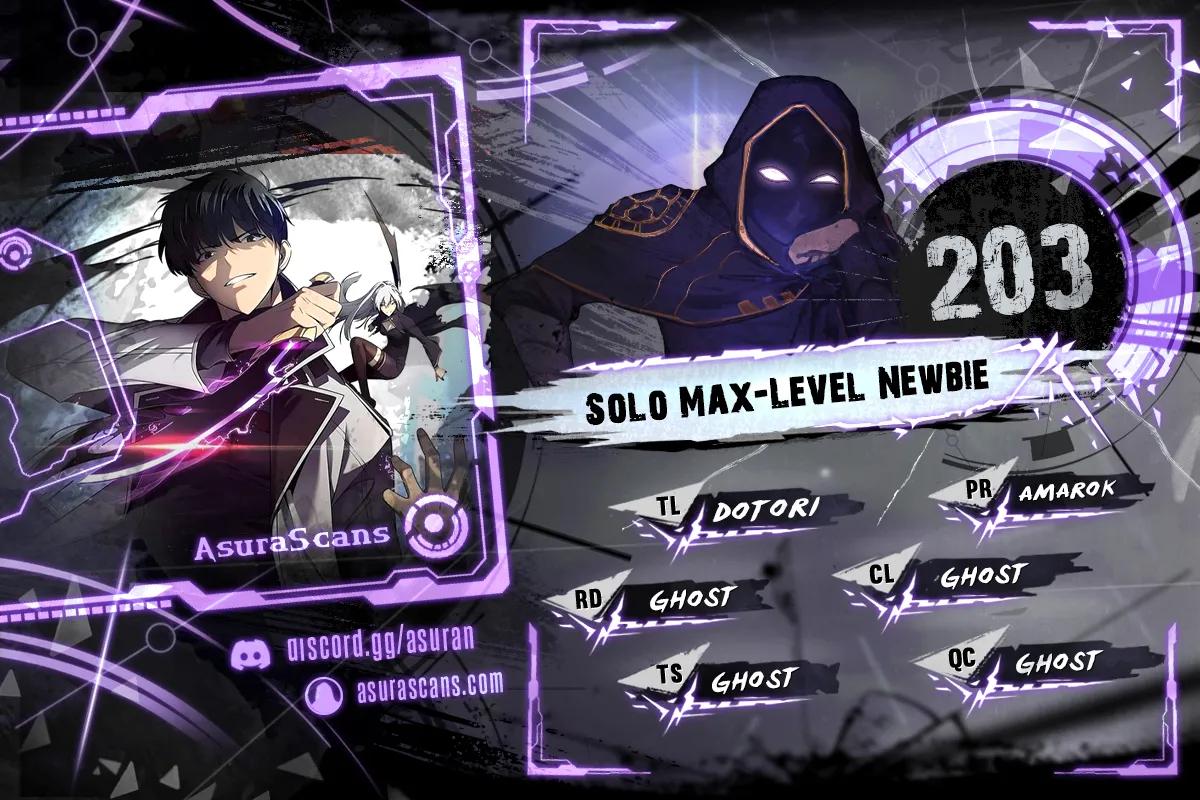 203
SOLO MAX-LEVEL NEWBIE
TL DOTORI
PR AMAROK
RD GHOST
CL GHOST
TS GHOST
QC GHOST
AsuraScans
discord.gg/asuran
asurascans.com